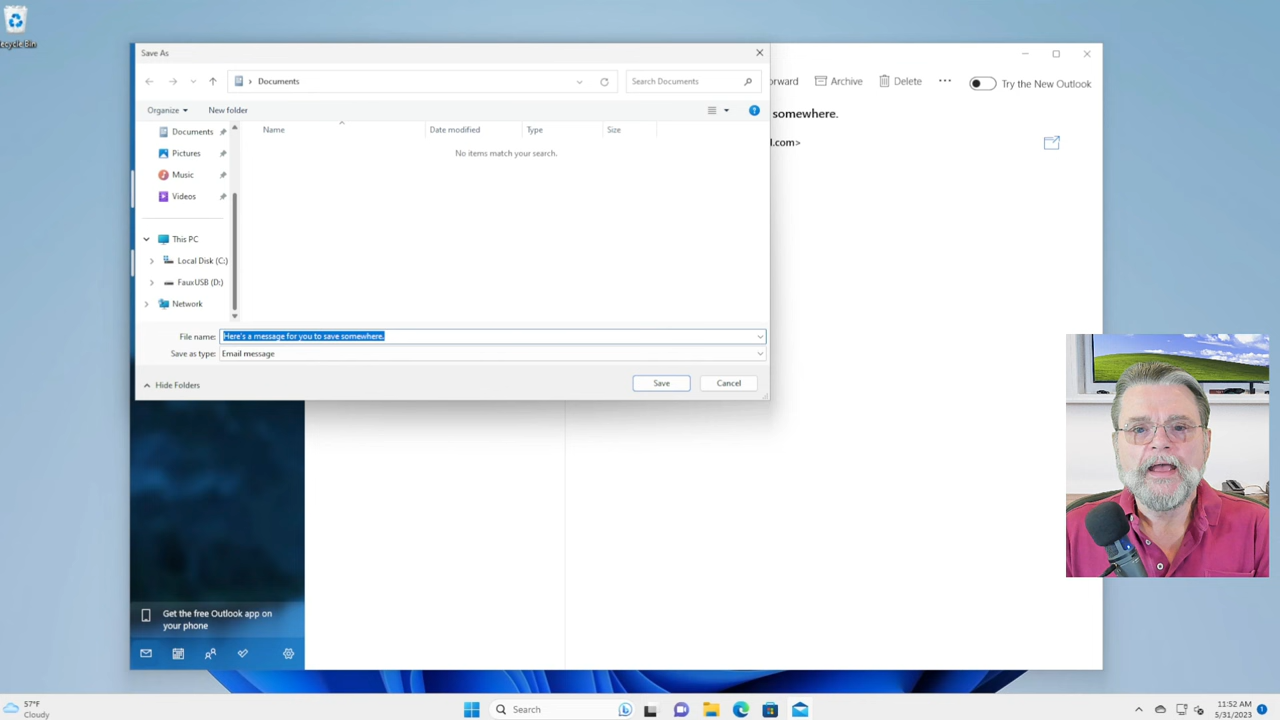 Recycle Bin
Save As
Documents
Search Documents
Organize
New folder
Name
Date modified
Type
Size
No items match your search.
Documents
Pictures
Music
Videos
This PC
Local Disk (C:)
FauxUSB (D:)
Network
File name:
Here's a message for you to save somewhere.
Save as type:
Email message
Hide Folders
Save
Cancel
orward
Archive
Delete
Try the New Outlook
somewhere.
l.com>
Get the free Outlook app on
your phone
57°F
Cloudy
Search
11:52 AM
5/31/2023